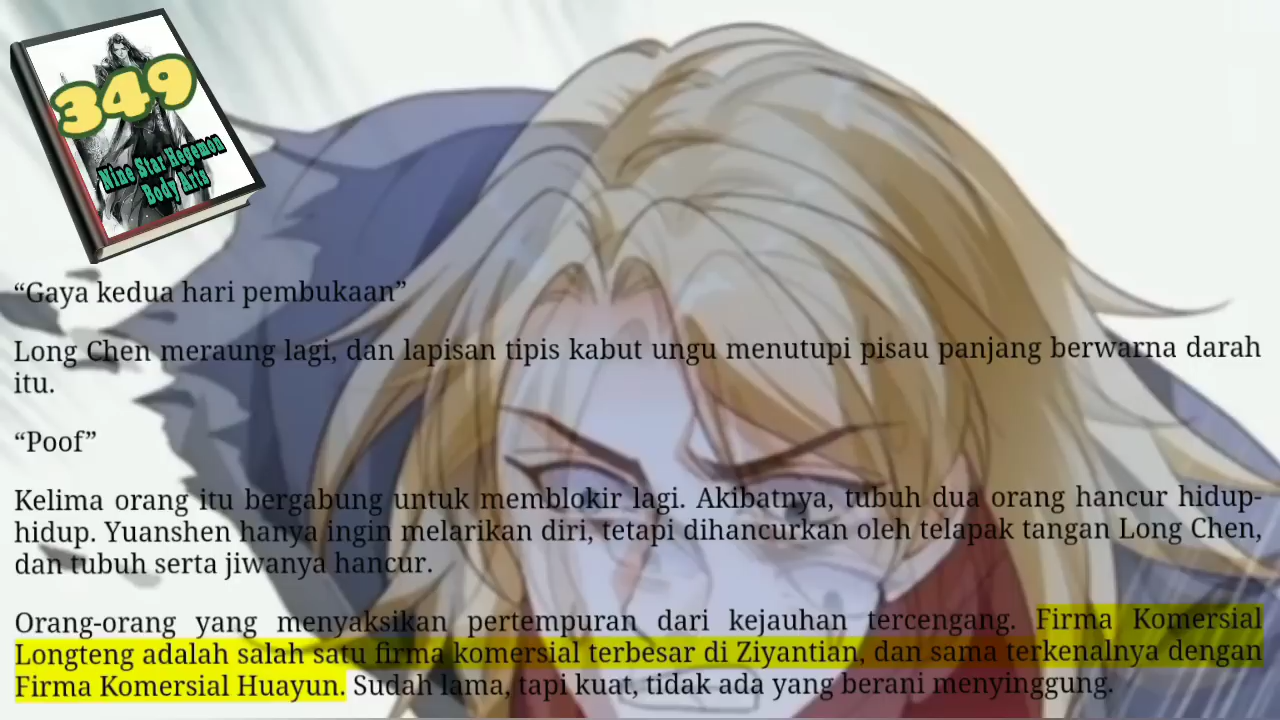 349
Nine Star Hegemon
Body Arts
“Gaya kedua hari pembukaan”
Long Chen meraung lagi, dan lapisan tipis kabut ungu menutupi pisau panjang berwarna darah
itu.
“Poof”
Kelima orang itu bergabung untuk memblokir lagi. Akibatnya, tubuh dua orang hancur hidup-
hidup. Yuanshen hanya ingin melarikan diri, tetapi dihancurkan oleh telapak tangan Long Chen,
dan tubuh serta jiwanya hancur.
Orang-orang yang menyaksikan pertempuran dari kejauhan tercengang. Firma Komersial
Longteng adalah salah satu firma komersial terbesar di Ziyantian, dan sama terkenalnya dengan
Firma Komersial Huayun. Sudah lama, tapi kuat, tidak ada yang berani menyinggung.